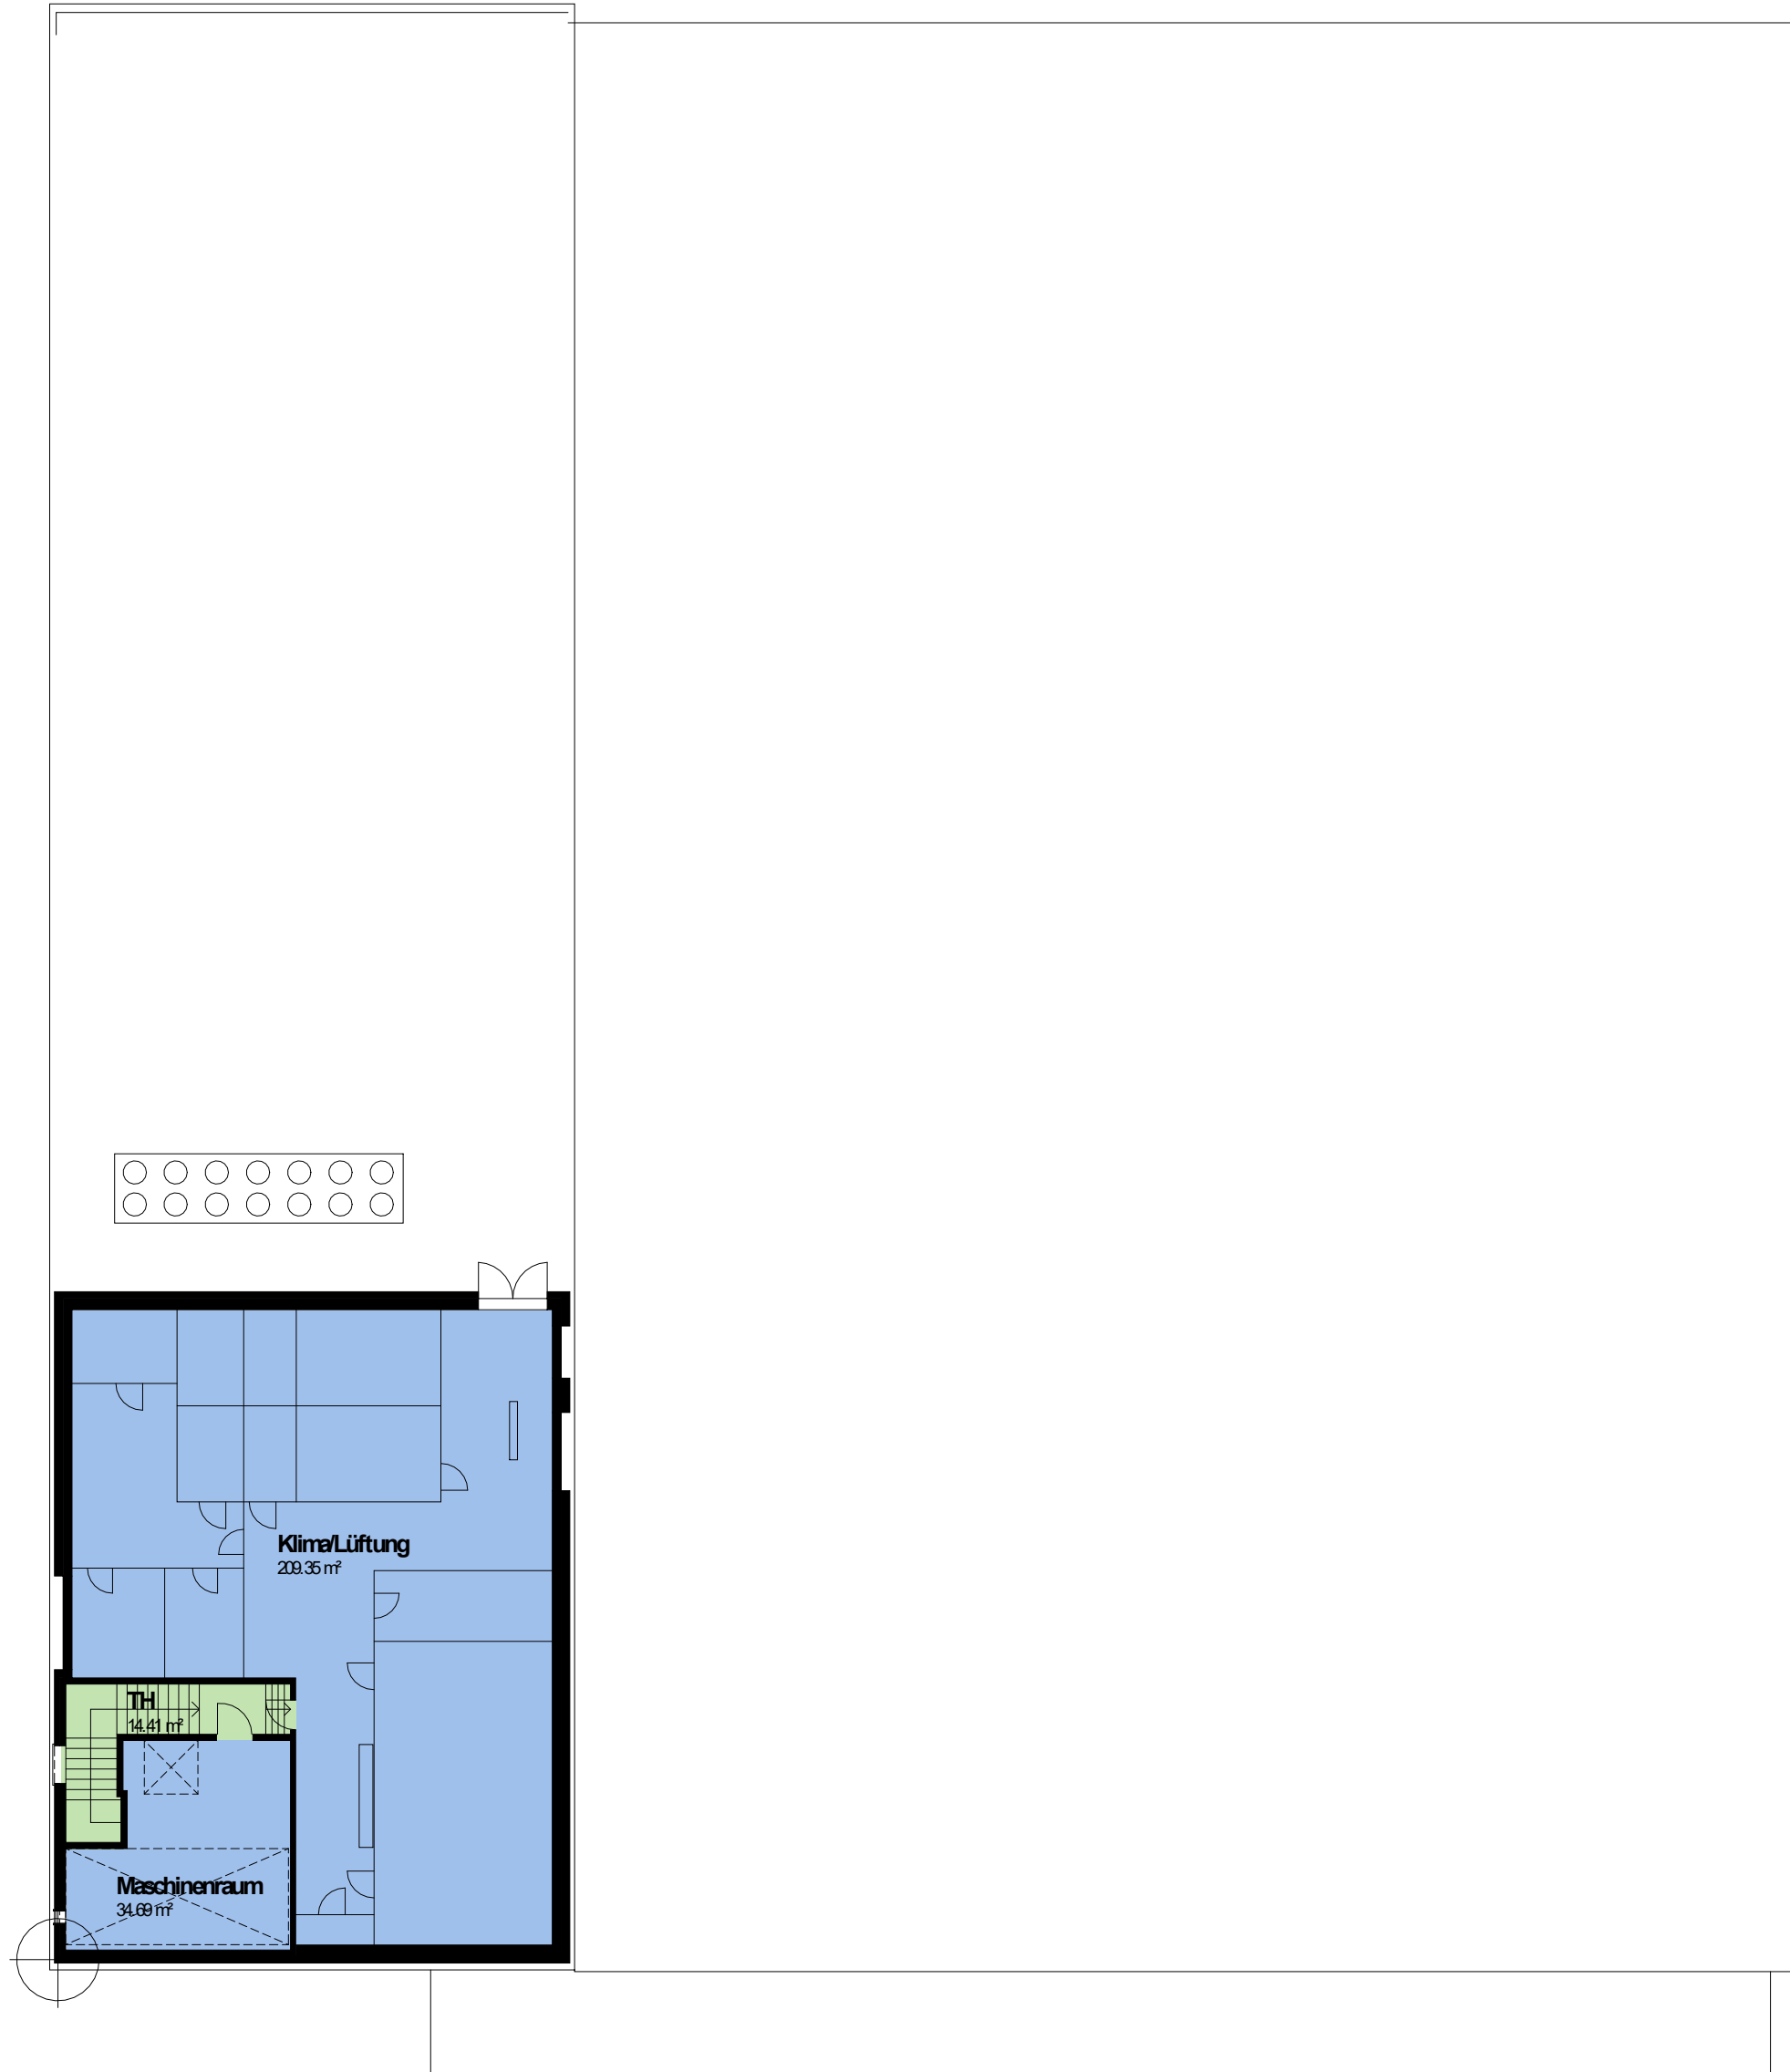 Klima/Lüftung
209.35 m²
TH
14.41 m²
Maschinenraum
34.69 m²